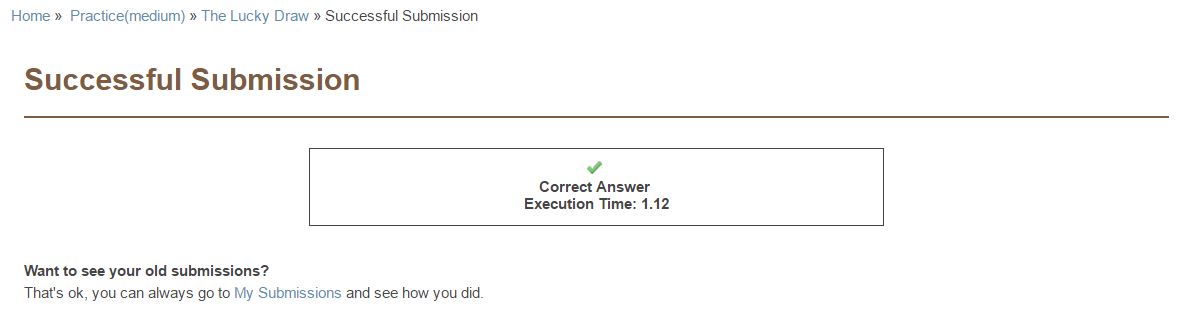 Home » Practice(medium) » The Lucky Draw » Successful Submission
Successful Submission
Correct Answer
Execution Time: 1.12
Want to see your old submissions?
That's ok, you can always go to My Submissions and see how you did.